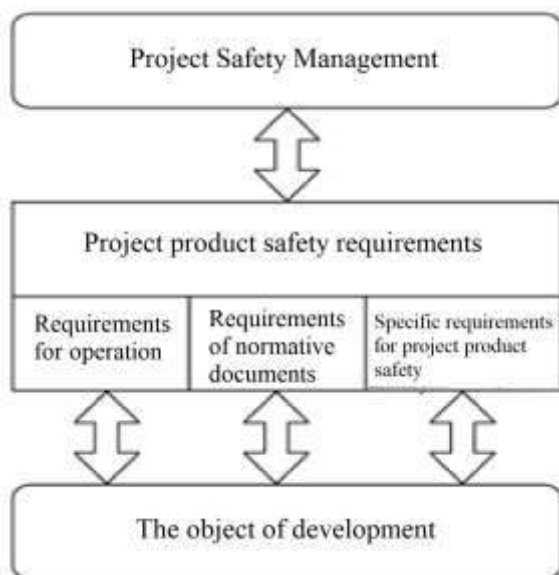 Project Safety Management
Project product safety requirements
Requirements
for operation
Requirements
of normative
documents
Specific requirements
for project product
safety
The object of development